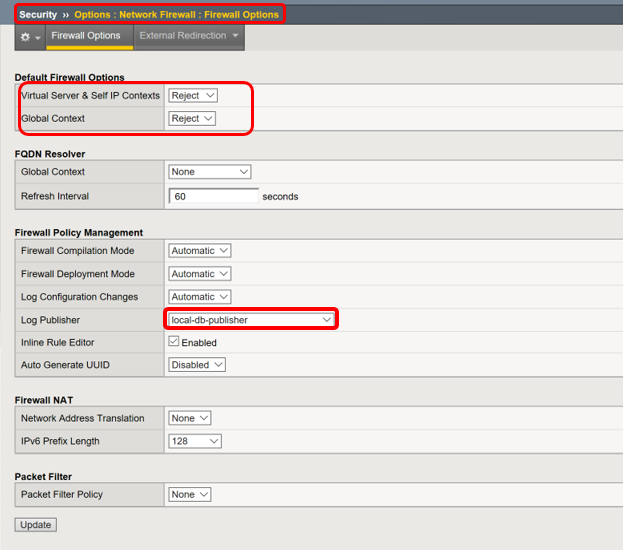 Security ›› Options : Network Firewall : Firewall Options
Firewall Options External Redirection
Default Firewall Options
Virtual Server & Self IP Contexts Reject
Global Context Reject
FQDN Resolver
Global Context None
Refresh Interval 60 seconds
Firewall Policy Management
Firewall Compilation Mode Automatic
Firewall Deployment Mode Automatic
Log Configuration Changes Automatic
Log Publisher local-db-publisher
Inline Rule Editor Enabled
Auto Generate UUID Disabled
Firewall NAT
Network Address Translation None
IPv6 Prefix Length 128
Packet Filter
Packet Filter Policy None
Update